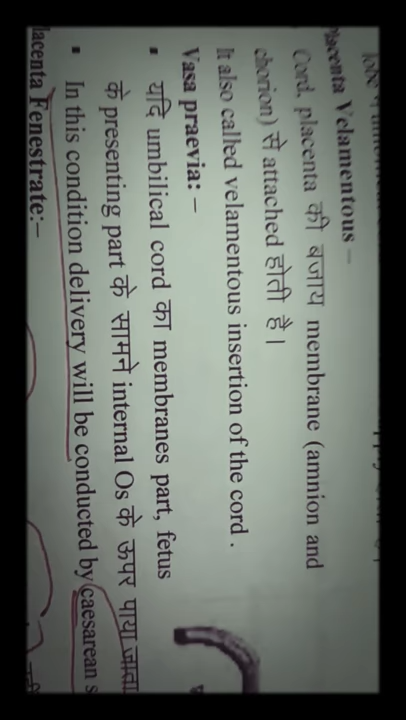 Placenta Velamentous –
Cord, placenta की बजाय membrane (amnion and
chorion) से attached होती है।
It also called velamentous insertion of the cord .
Vasa praevia: –
▪ यदि umbilical cord का membranes part, fetus
के presenting part के सामने internal Os के ऊपर पाया जाता
▪ In this condition delivery will be conducted by caesarean s
lacenta Fenestrate:–